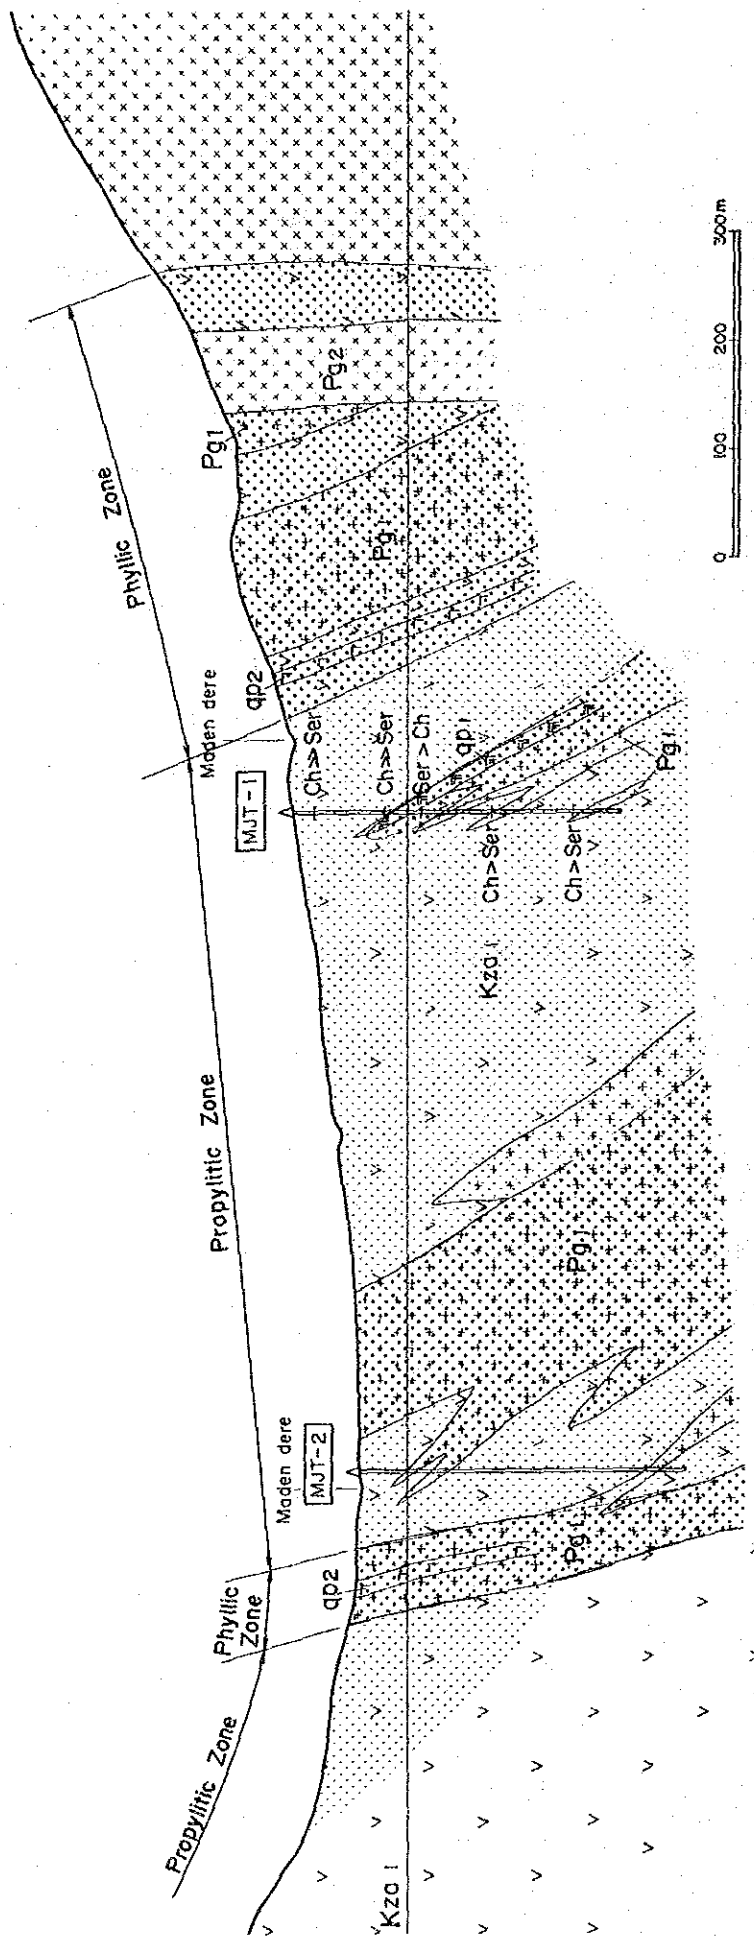 Propylitic Zone
Phyllic
Zone
Propylitic Zone
Phyllic Zone
Maden dere
MJT-2
Maden dere
MJT-1
qp2
qp2
Pg1
Pg2
Pg1
Ch≫Ser
Ch≫Ser
Ser>Ch
qp1
Ch>Ser
Ch>Ser
Pg1
Kza1
Pg1
Pg1
Kza1
0
100
200
300m